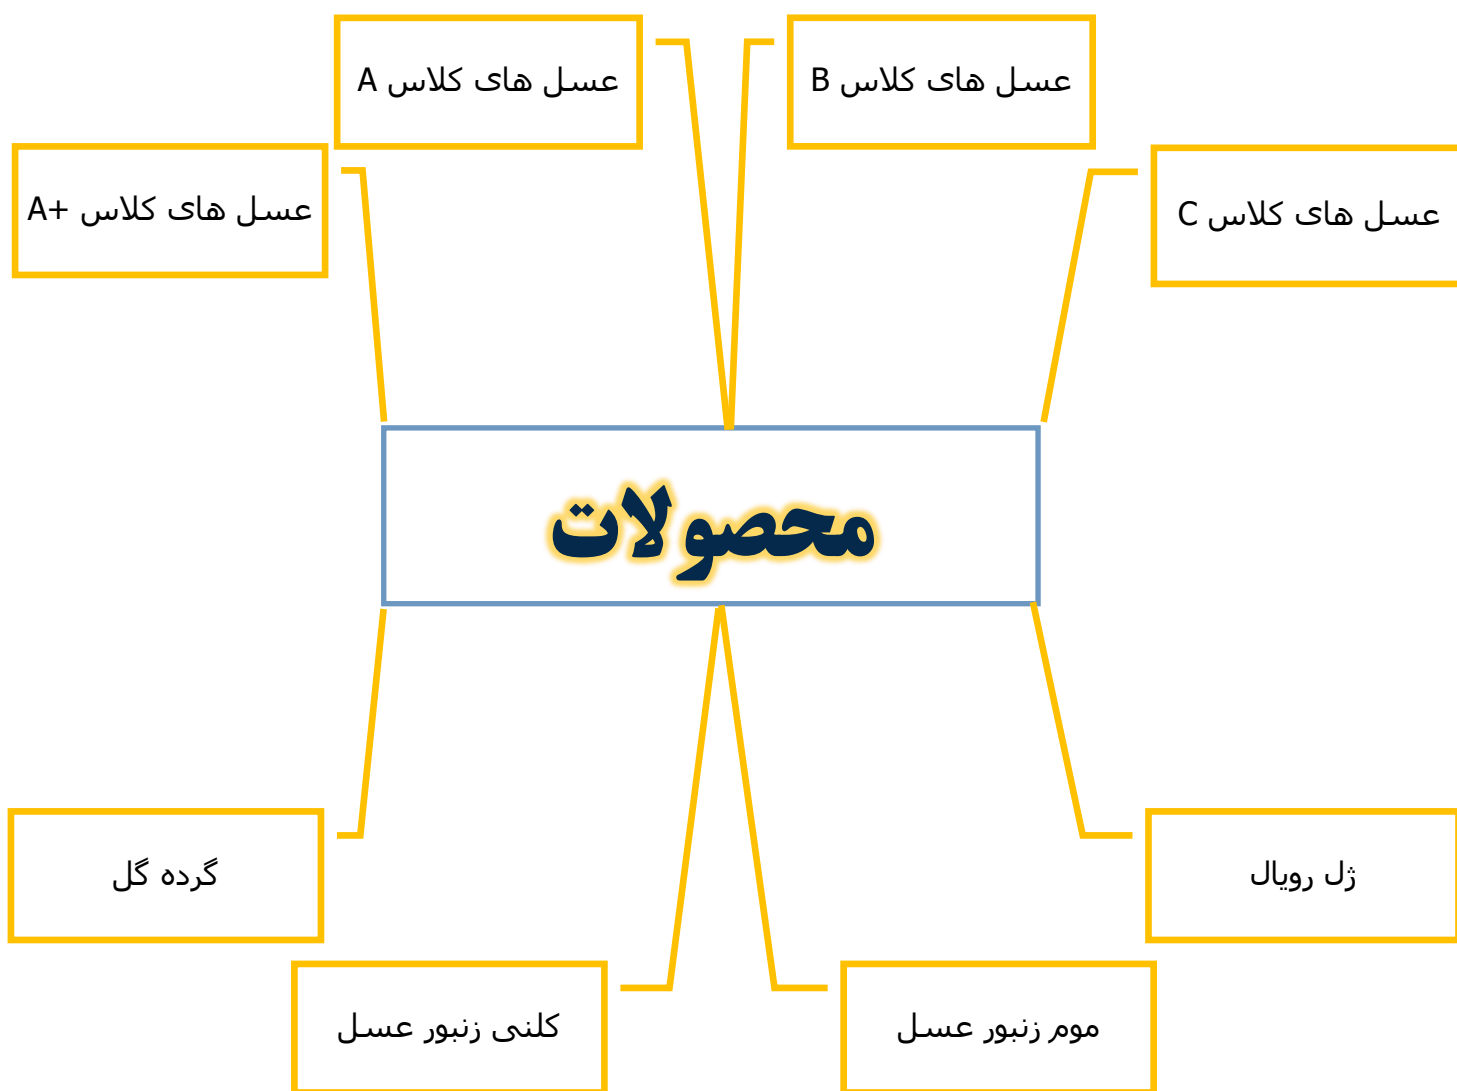 عسل های کلاس A
عسل های کلاس B
عسل های کلاس A+
عسل های کلاس C
محصولات
گرده گل
ژل رویال
کلنی زنبور عسل
موم زنبور عسل